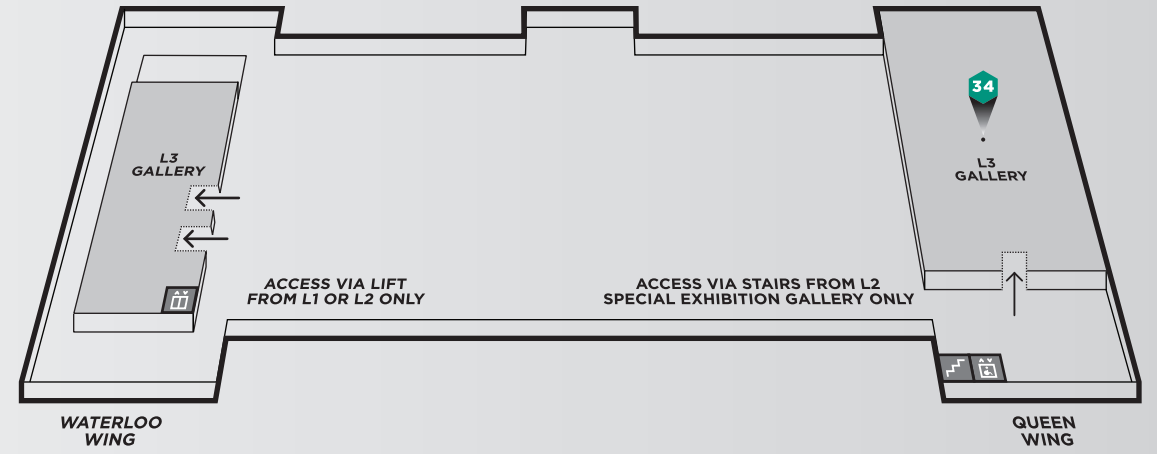 34
L3
GALLERY
L3
GALLERY
ACCESS VIA LIFT
FROM L1 OR L2 ONLY
ACCESS VIA STAIRS FROM L2
SPECIAL EXHIBITION GALLERY ONLY
WATERLOO
WING
QUEEN
WING